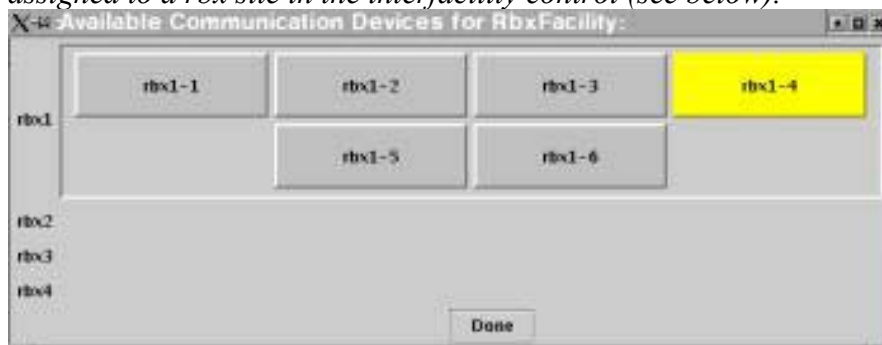 assigned to a rbx site in the interfacility control (see below).
Available Communication Devices for RbxFacility:
rbx1-1 rbx1-2 rbx1-3 rbx1-4
rbx1
rbx1-5 rbx1-6
rbx2
rbx3
rbx4
Done